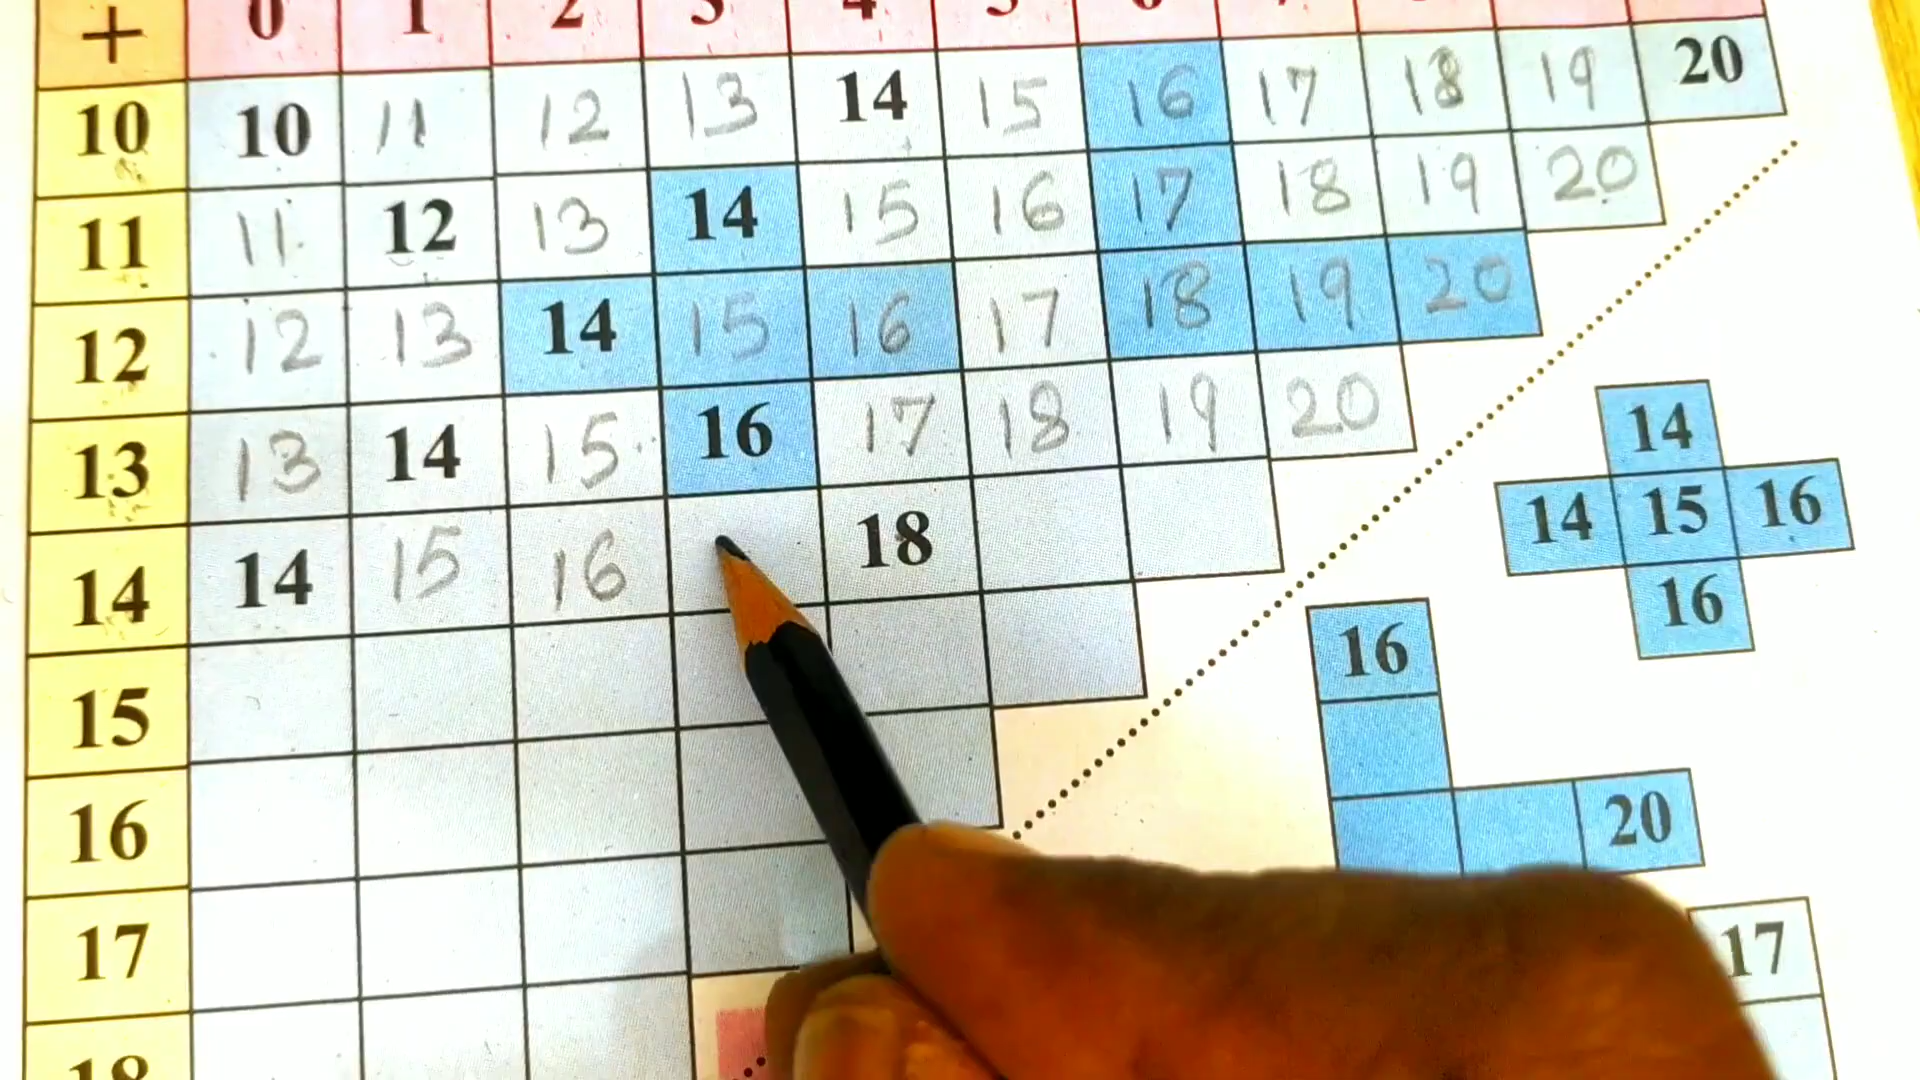 + 0 1 2 3 4 5 6
10 10 11 12 13 14 15 16 17 18 19 20
11 11 12 13 14 15 16 17 18 19 20
12 12 13 14 15 16 17 18 19 20
13 13 14 15 16 17 18 19 20
14 14 15 16 18
15
16
17
18
14
14 15 16
16
16
20
17